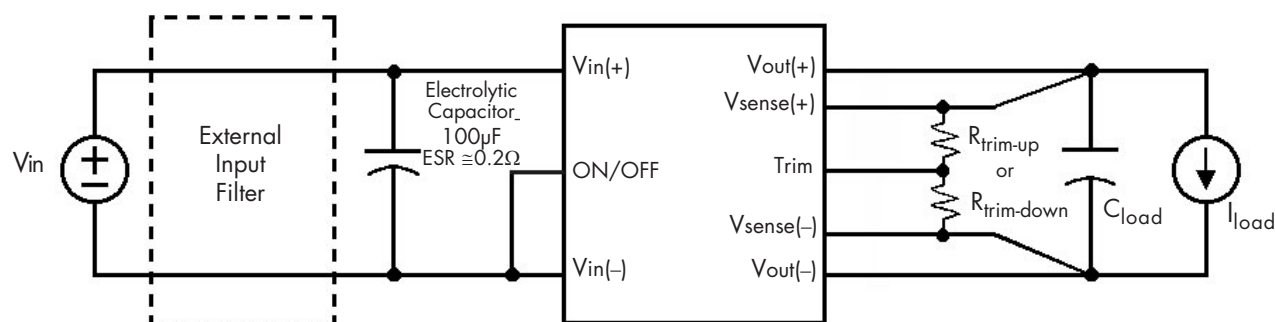 Vin
+
−
External
Input
Filter
Electrolytic
Capacitor_
100µF
ESR ≅0.2Ω
Vin(+)
ON/OFF
Vin(−)
Vout(+)
Vsense(+)
Trim
Vsense(−)
Vout(−)
Rtrim-up
or
Rtrim-down
Cload
Iload